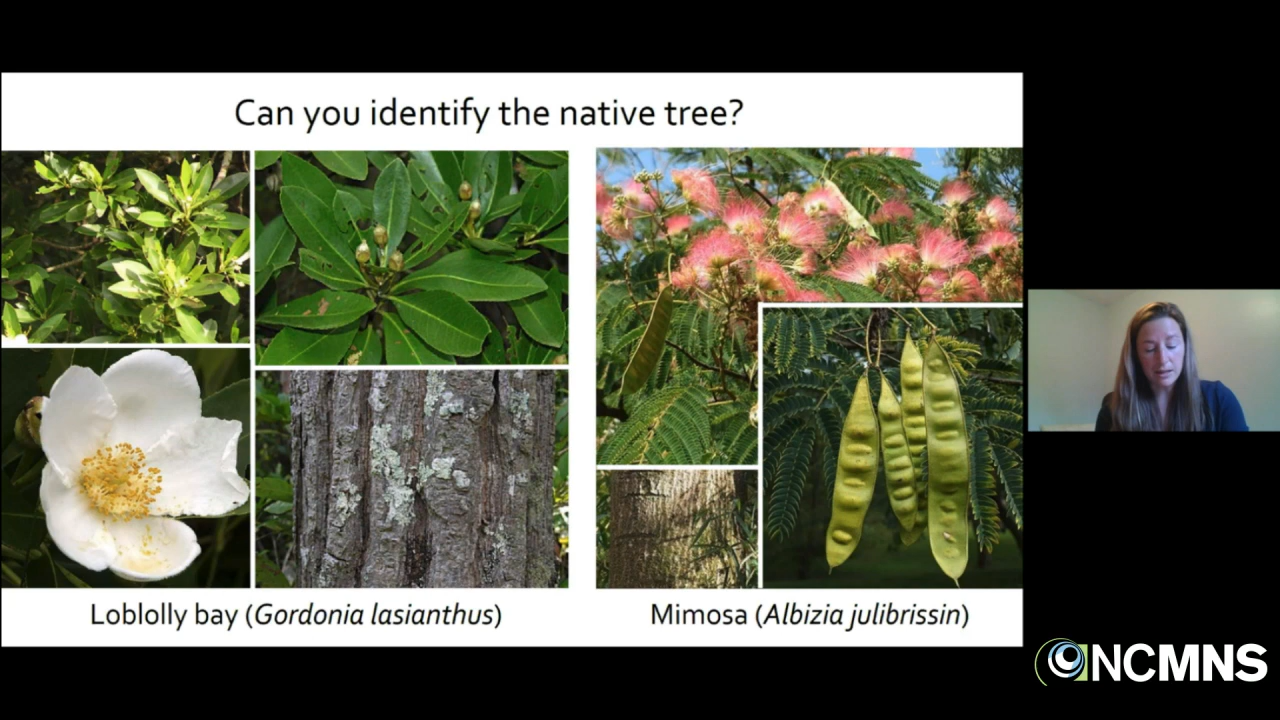 Can you identify the native tree?
Loblolly bay (Gordonia lasianthus)
Mimosa (Albizia julibrissin)
NCMNS